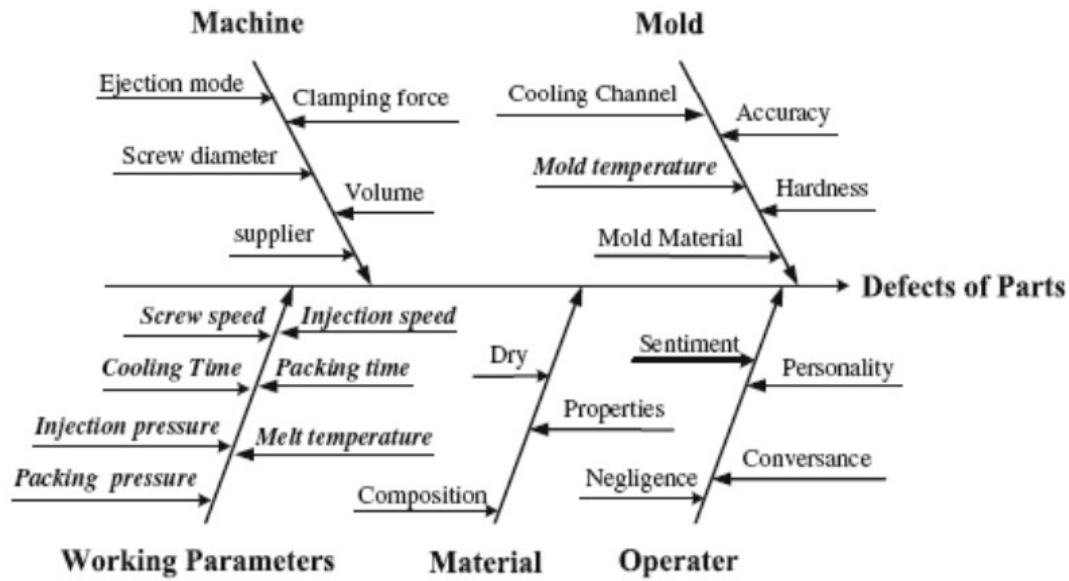 Machine
Mold
Ejection mode
Clamping force
Screw diameter
Volume
supplier
Cooling Channel
Accuracy
Mold temperature
Hardness
Mold Material
Defects of Parts
Screw speed
Injection speed
Cooling Time
Packing time
Injection pressure
Melt temperature
Packing pressure
Dry
Properties
Composition
Sentiment
Personality
Conversance
Negligence
Working Parameters
Material
Operater